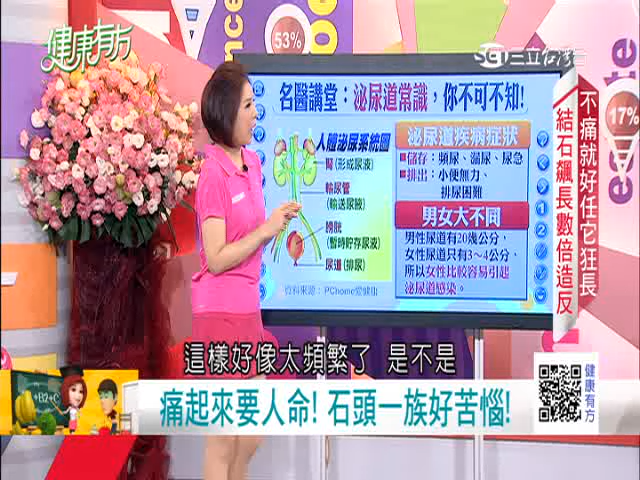 健康有方
53%
SET三立台灣台
17%
名醫講堂：泌尿道常識，你不可不知!
人體泌尿系統圖
腎(形成尿液)
輸尿管
(輸送尿液)
膀胱
(暫時貯存尿液)
尿道(排尿)
資料來源：PChome愛健康
泌尿道疾病症狀
儲存：頻尿、漏尿、尿急
排出：小便無力、
排尿困難
男女大不同
男性尿道有20幾公分，
女性尿道只有3~4公分，
所以女性比較容易引起
泌尿道感染。
1
2
不痛就好任它狂長
結石飆長數倍造反
這樣好像太頻繁了 是不是
+B2+C
痛起來要人命! 石頭一族好苦惱!
健康有方